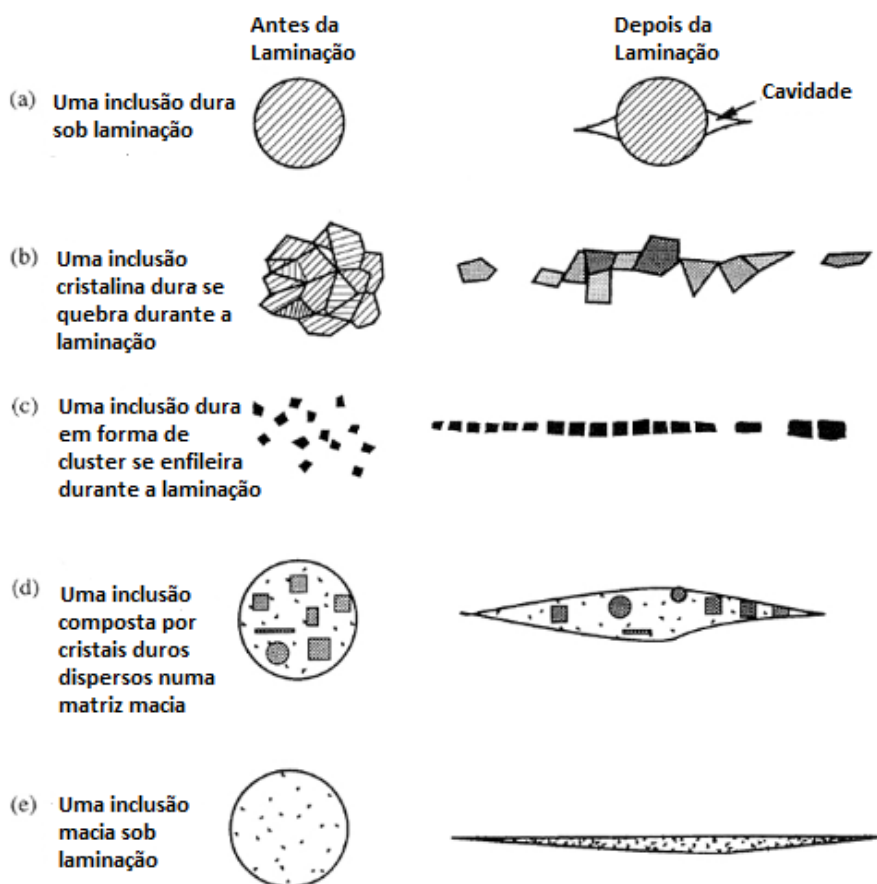 Antes da
Laminação
Depois da
Laminação
(a) Uma inclusão dura
sob laminação
Cavidade
(b) Uma inclusão
cristalina dura se
quebra durante a
laminação
(c) Uma inclusão dura
em forma de
cluster se enfileira
durante a laminação
(d) Uma inclusão
composta por
cristais duros
dispersos numa
matriz macia
(e) Uma inclusão
macia sob
laminação